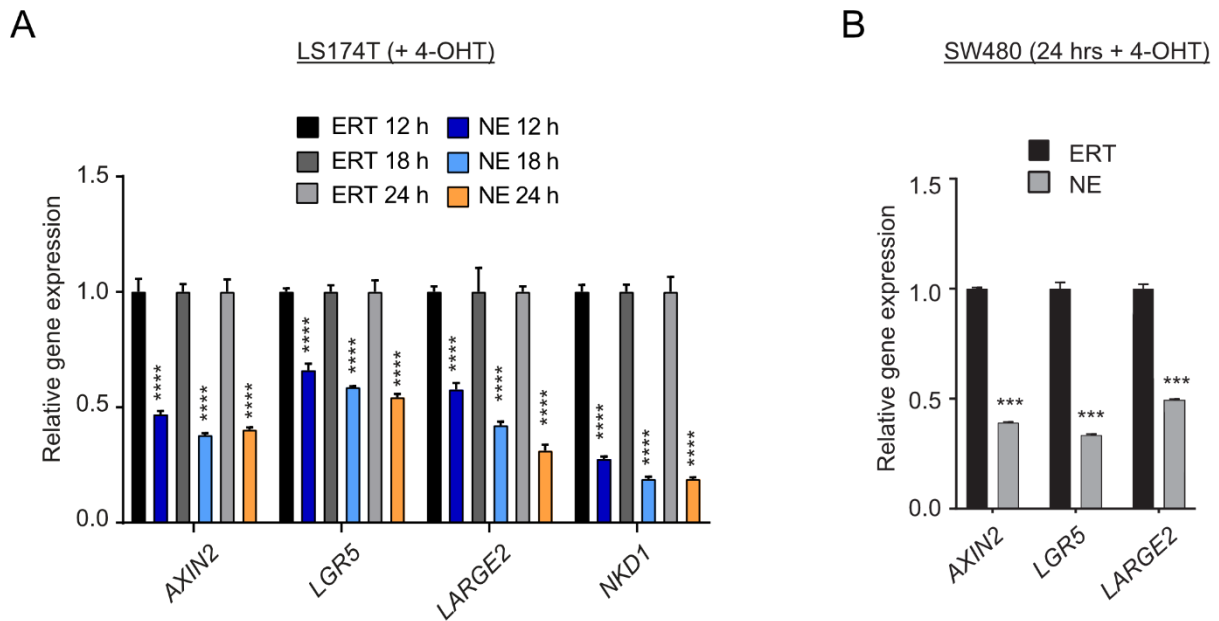 A
LS174T (+ 4-OHT)
ERT 12 h NE 12 h
ERT 18 h NE 18 h
ERT 24 h NE 24 h
Relative gene expression
1.5
1.0
0.5
0.0
**** **** **** **** **** **** **** **** **** **** **** ****
AXIN2 LGR5 LARGE2 NKD1
B
SW480 (24 hrs + 4-OHT)
ERT
NE
Relative gene expression
1.5
1.0
0.5
0.0
*** *** ***
AXIN2 LGR5 LARGE2